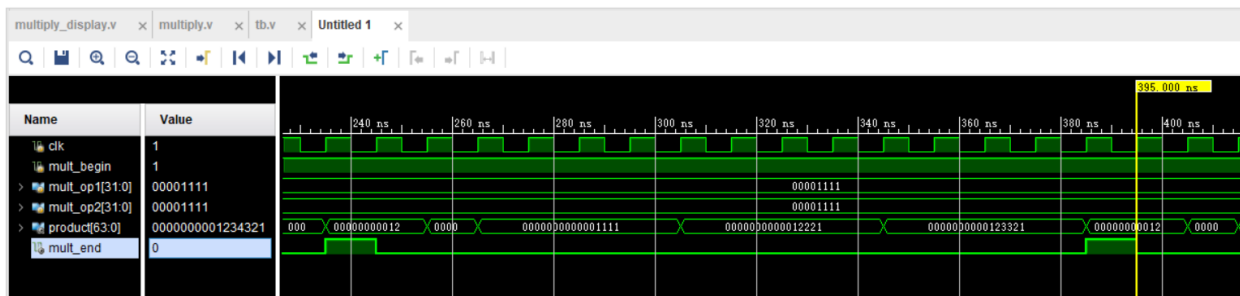 multiply_display.v × multiply.v × tb.v × Untitled 1 ×
395.000 ns
Name Value
240 ns 260 ns 280 ns 300 ns 320 ns 340 ns 360 ns 380 ns 400 ns
clk 1
mult_begin 1
mult_op1[31:0] 00001111 00001111
mult_op2[31:0] 00001111 00001111
product[63:0] 0000000001234321 000 00000000012 0000 0000000000001111 0000000000012221 0000000000123321 00000000012 0000
mult_end 0